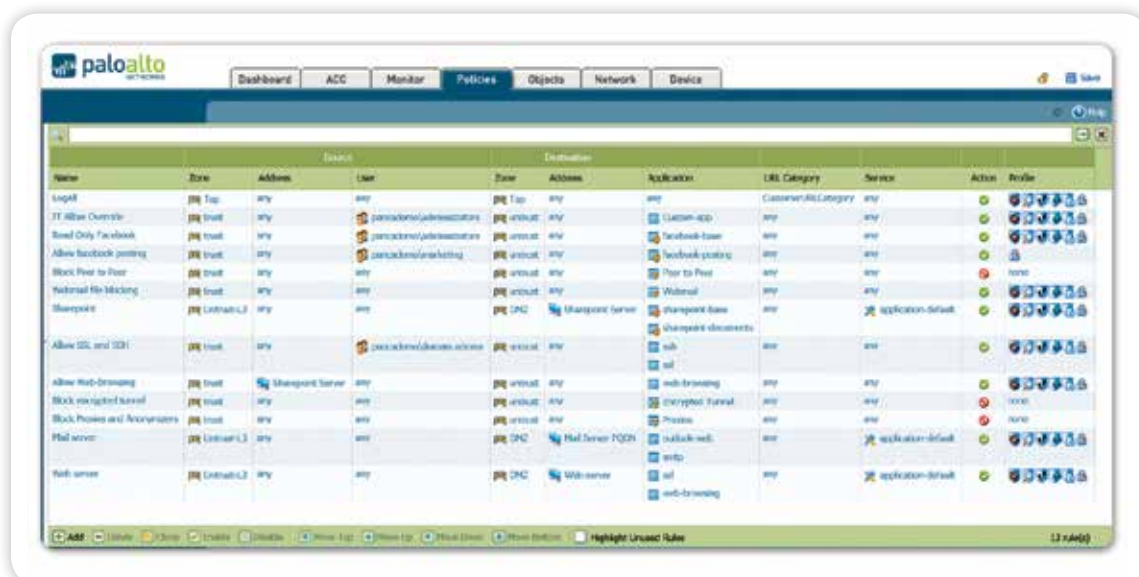 paloalto
NETWORKS
Dashboard ACC Monitor Policies Objects Network Device Save
Help
Source Destination
Name Zone Address User Zone Address Application URL Category Service Action Profile
LogAll Tap any any Tap any any any
IT Allow Override trust any pancademo\administrators untrust any Custom-app any any
Read Only Facebook trust any pancademo\administrators untrust any facebook-base any any
Allow facebook posting trust any pancademo\marketing untrust any facebook-posting any any
Block Peer to Peer trust any any untrust any Peer to Peer any any none
Webmail file blocking trust any any untrust any Webmail any any
Sharepoint any any DMZ Sharepoint Server sharepoint-base any application-default
sharepoint-documents
Allow SSL and SSH trust any untrust any ssh any any
ssl
Allow Web-browsing trust Sharepoint Server any untrust any web-browsing any any
Block encrypted tunnel trust any any untrust any Encrypted Tunnel any any none
Block Proxies and Anonymizers trust any any untrust any Proxies any any none
Mail server any any DMZ Mail Server FQDN outlook-web any application-default
smtp
Web server any any DMZ Web-server ssl any application-default
web-browsing
Add Delete Clone Enable Disable Move Top Move Up Move Down Move Bottom Highlight Unused Rules 13 rule(s)